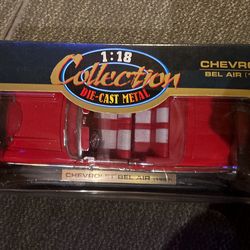 1:18
Collection
DIE-CAST METAL
CHEVRO
BEL AIR
CHEVROLET BEL AIR